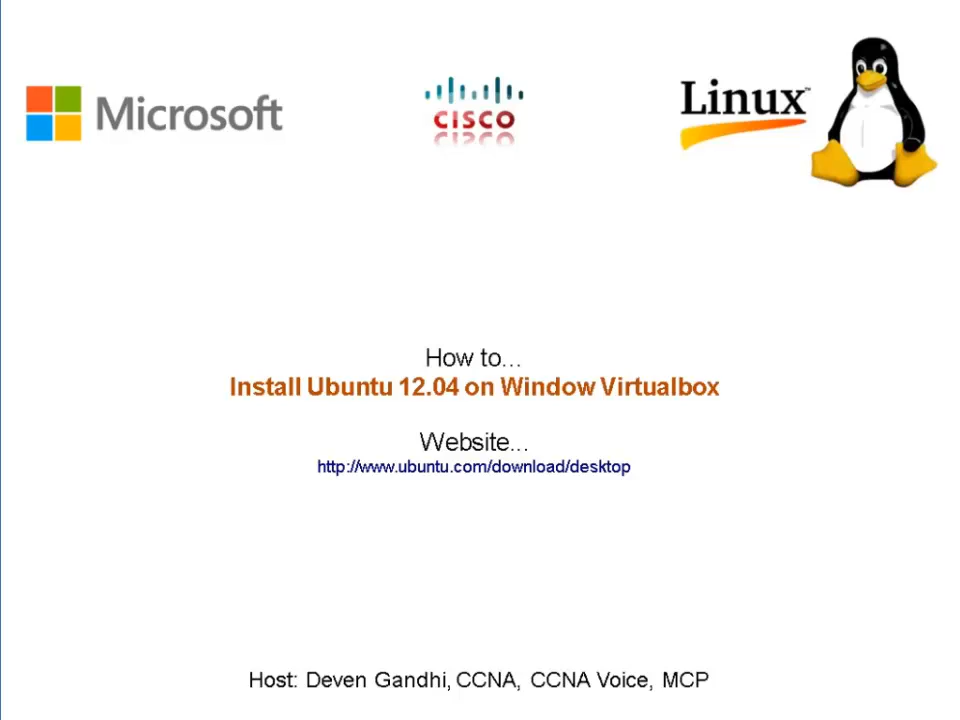 Microsoft
CISCO
Linux™
How to...
Install Ubuntu 12.04 on Window Virtualbox
Website...
http://www.ubuntu.com/download/desktop
Host: Deven Gandhi, CCNA, CCNA Voice, MCP